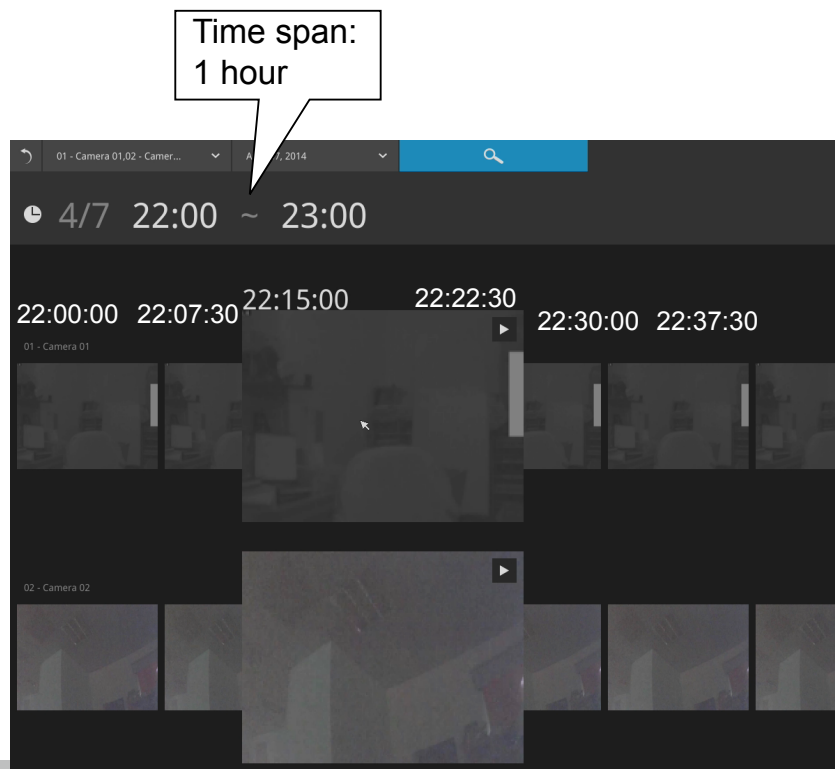 Time span:
1 hour
01 - Camera 01,02 - Camer...
7, 2014
4/7 22:00 ~ 23:00
22:00:00 22:07:30 22:15:00 22:22:30 22:30:00 22:37:30
01 - Camera 01
02 - Camera 02